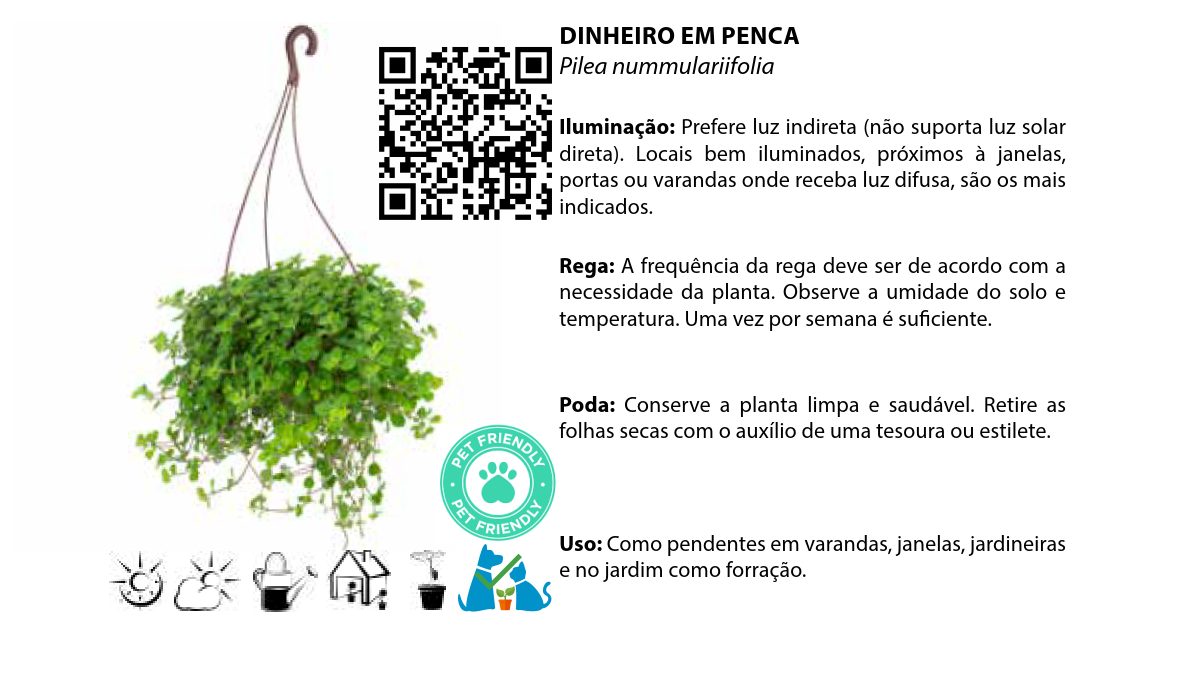 DINHEIRO EM PENCA
Pilea nummulariifolia
Iluminação: Prefere luz indireta (não suporta luz solar
direta). Locais bem iluminados, próximos à janelas,
portas ou varandas onde receba luz difusa, são os mais
indicados.
Rega: A frequência da rega deve ser de acordo com a
necessidade da planta. Observe a umidade do solo e
temperatura. Uma vez por semana é suficiente.
Poda: Conserve a planta limpa e saudável. Retire as
folhas secas com o auxílio de uma tesoura ou estilete.
PET FRIENDLY
PET FRIENDLY
Uso: Como pendentes em varandas, janelas, jardineiras
e no jardim como forração.